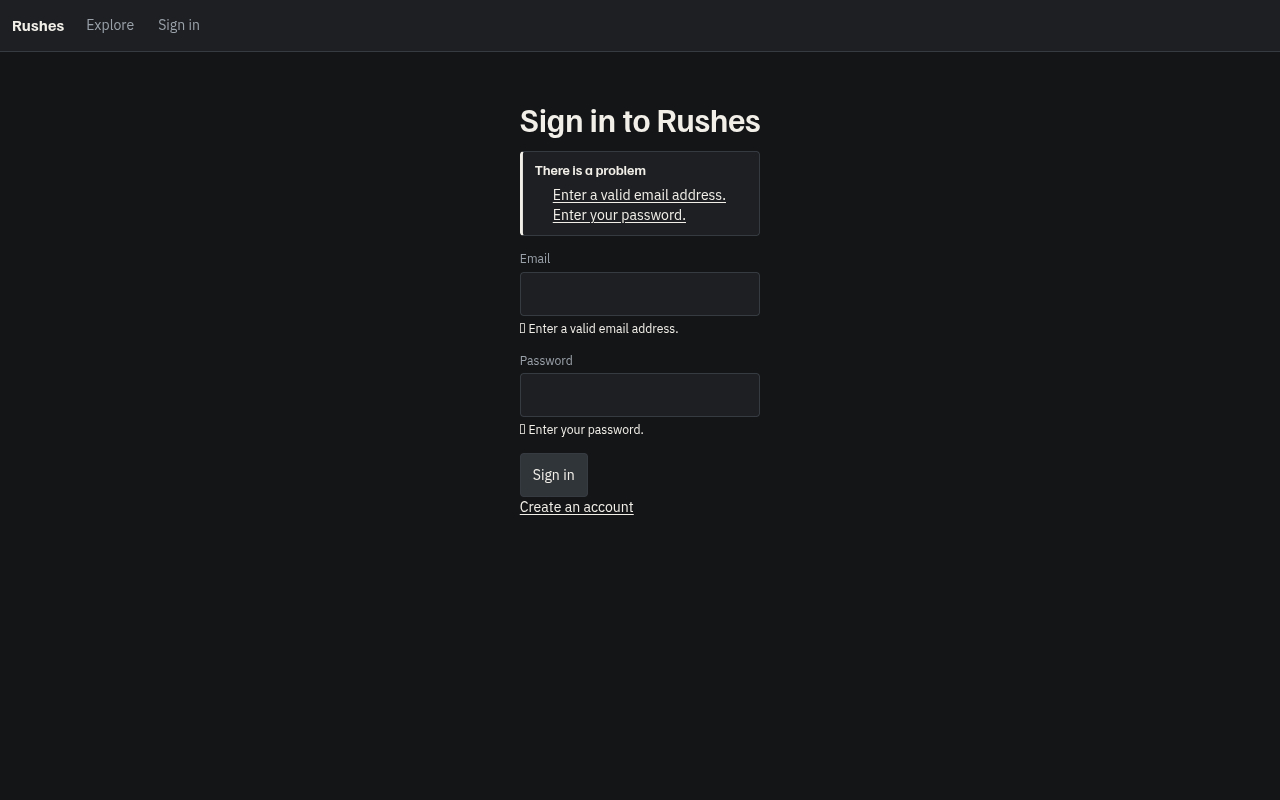 Rushes Explore Sign in
Sign in to Rushes
There is a problem
Enter a valid email address.
Enter your password.
Email
Enter a valid email address.
Password
Enter your password.
Sign in
Create an account